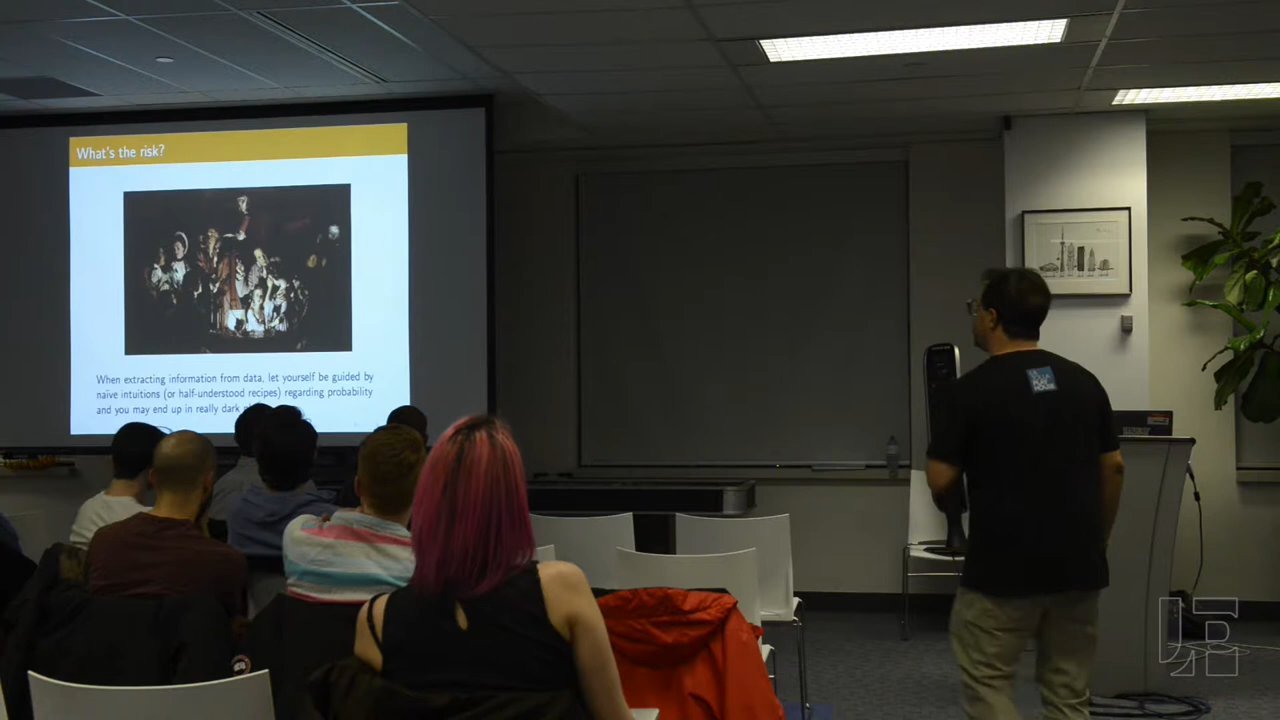 What's the risk?
When extracting information from data, let yourself be guided by
naïve intuitions (or half-understood recipes) regarding probability
and you may end up in really dark